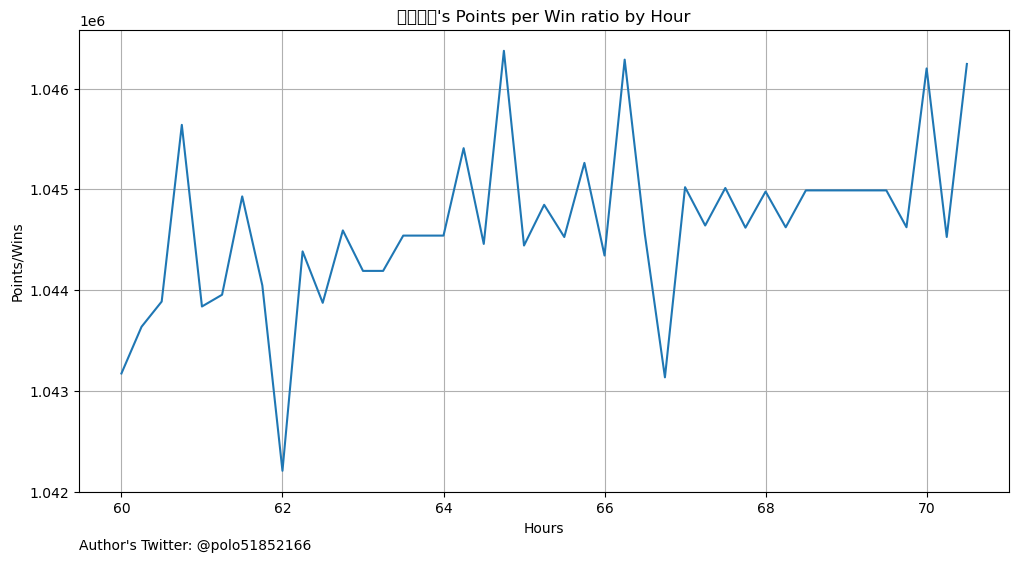 's Points per Win ratio by Hour
1e6
1.046
1.045
1.044
1.043
1.042
Points/Wins
60 62 64 66 68 70
Hours
Author's Twitter: @polo51852166